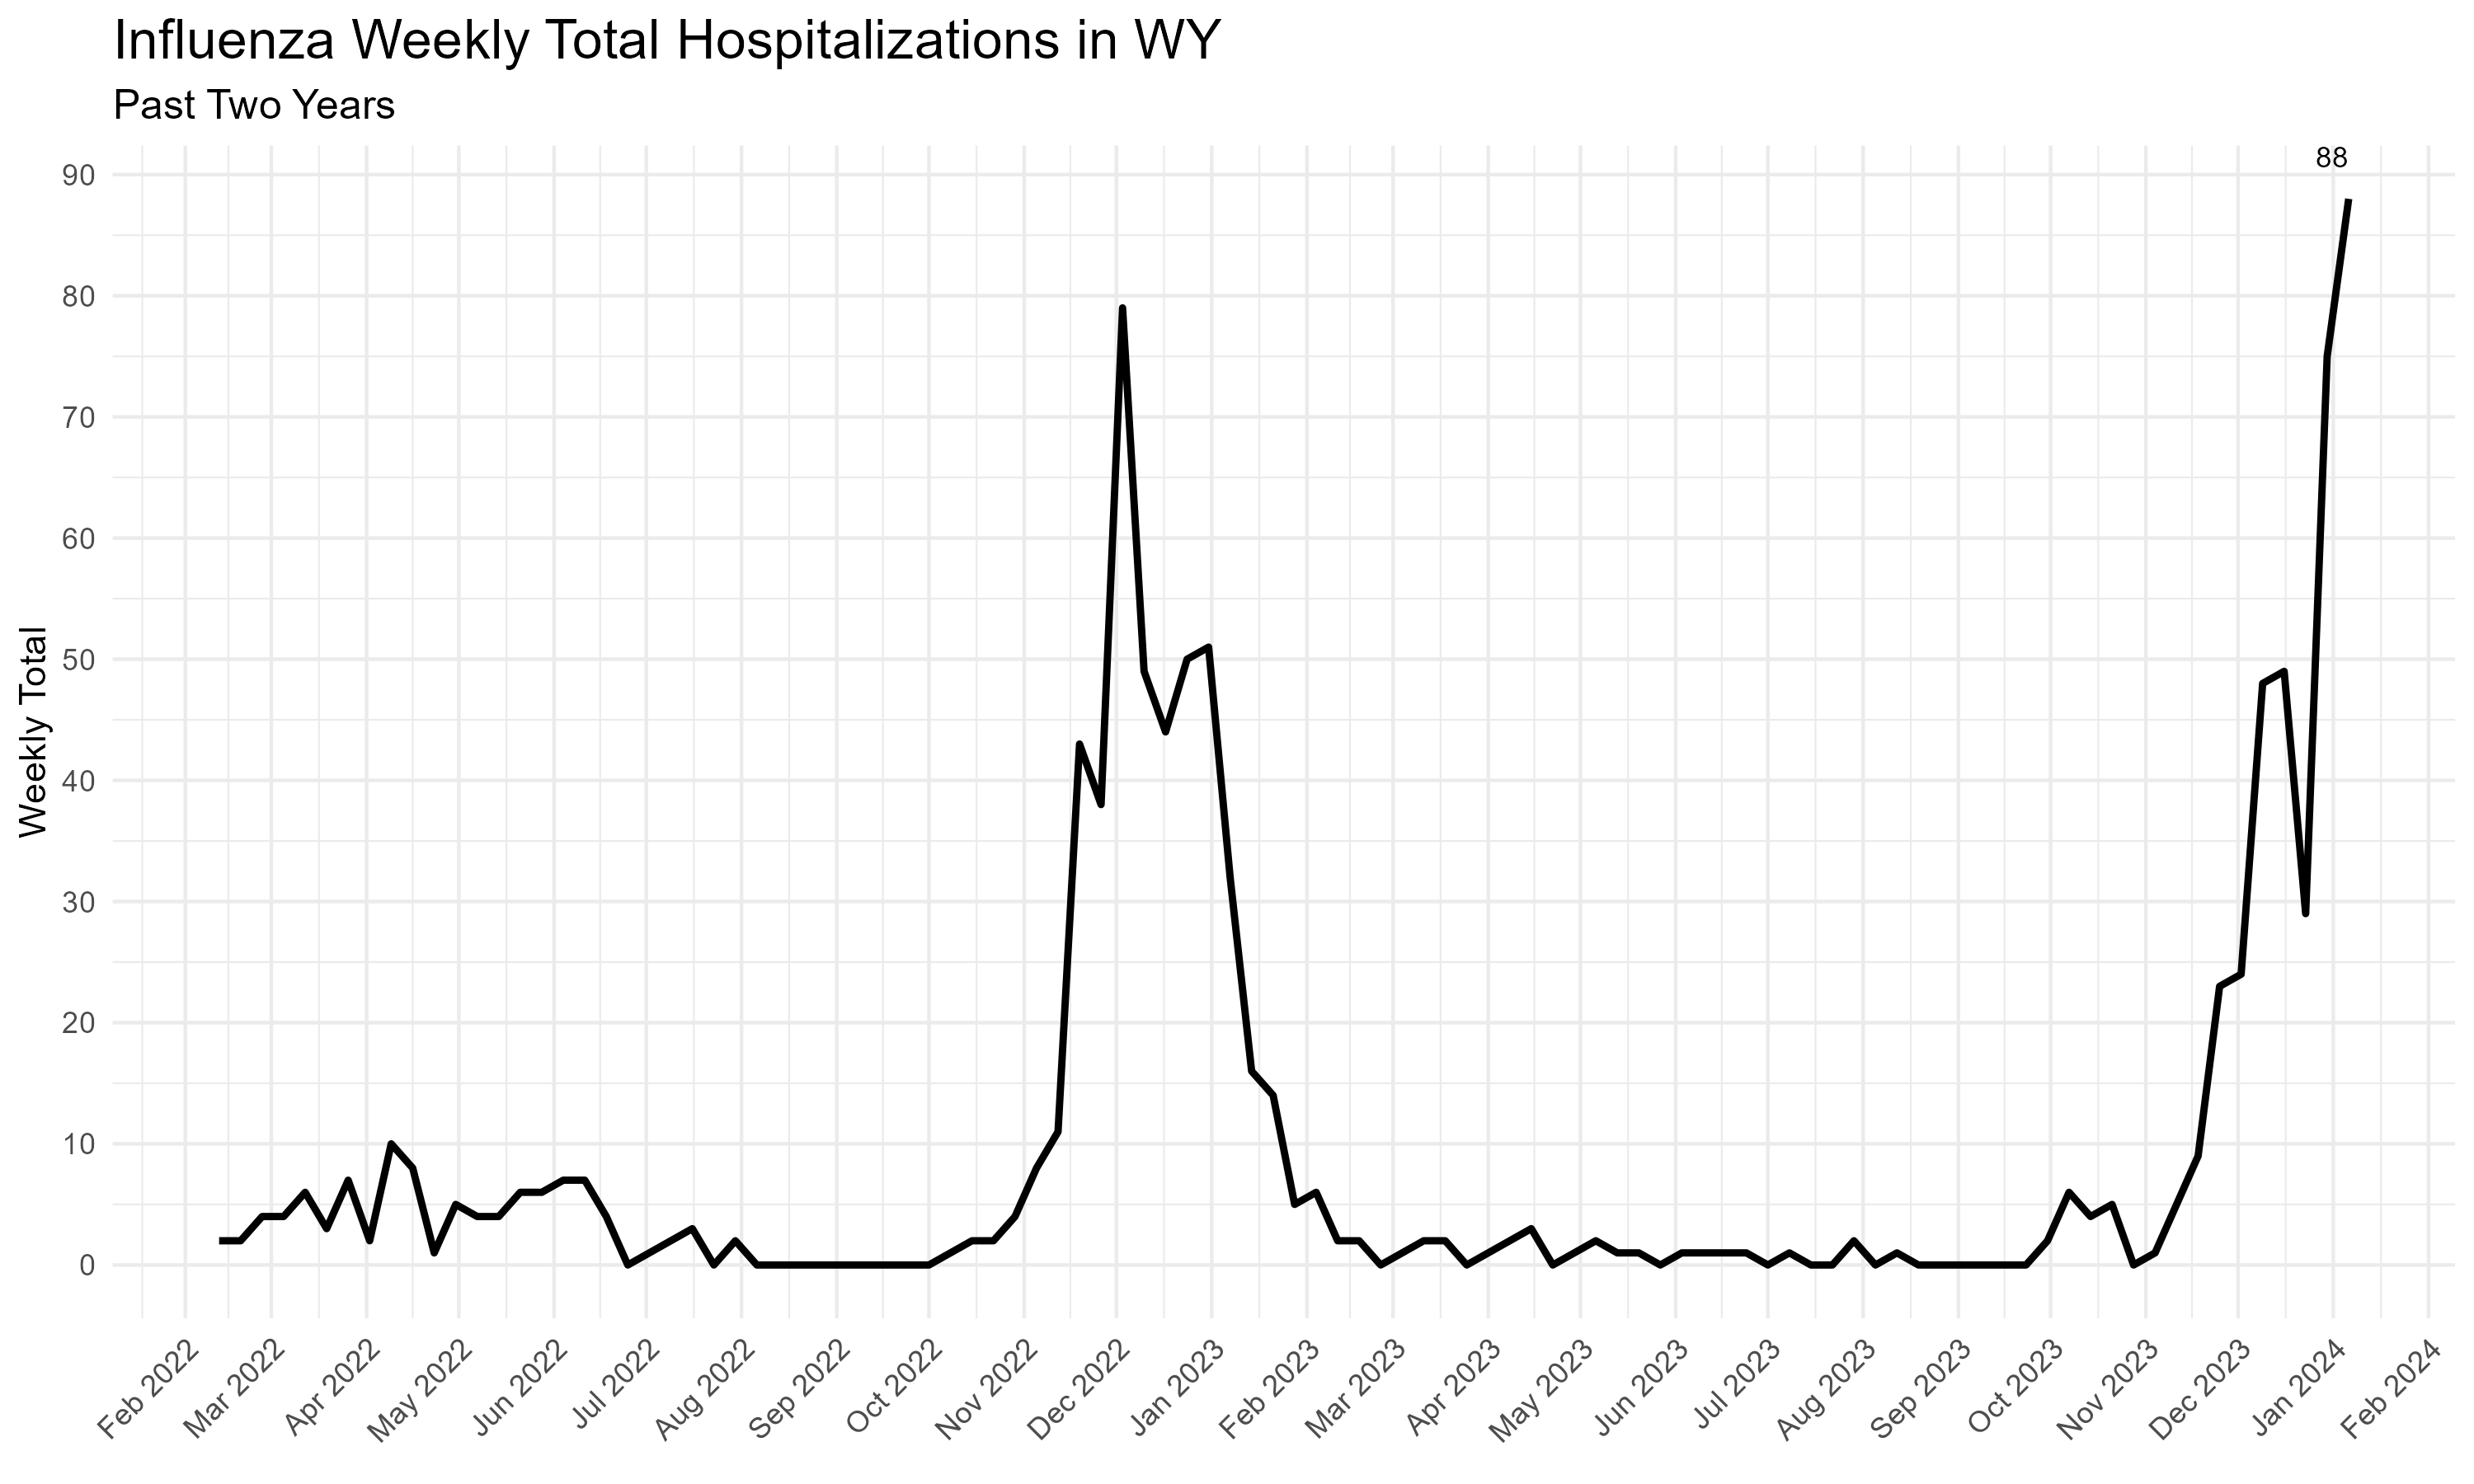 Influenza Weekly Total Hospitalizations in WY
Past Two Years
88
90
80
70
60
50
40
30
20
10
0
Weekly Total
Feb 2022
Mar 2022
Apr 2022
May 2022
Jun 2022
Jul 2022
Aug 2022
Sep 2022
Oct 2022
Nov 2022
Dec 2022
Jan 2023
Feb 2023
Mar 2023
Apr 2023
May 2023
Jun 2023
Jul 2023
Aug 2023
Sep 2023
Oct 2023
Nov 2023
Dec 2023
Jan 2024
Feb 2024